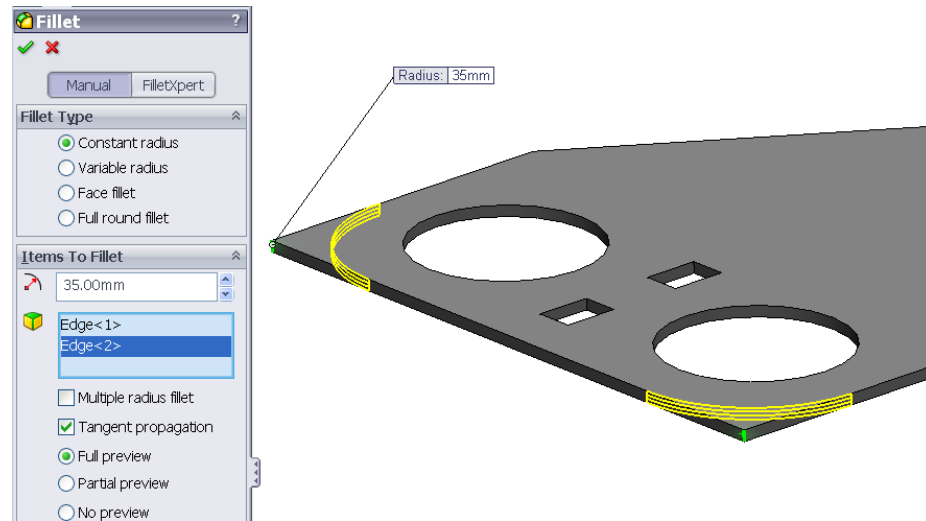 Fillet ?
Manual FilletXpert
Fillet Type
Constant radius
Variable radius
Face fillet
Full round fillet
Items To Fillet
35.00mm
Edge<1>
Edge<2>
Multiple radius fillet
Tangent propagation
Full preview
Partial preview
No preview
Radius: 35mm